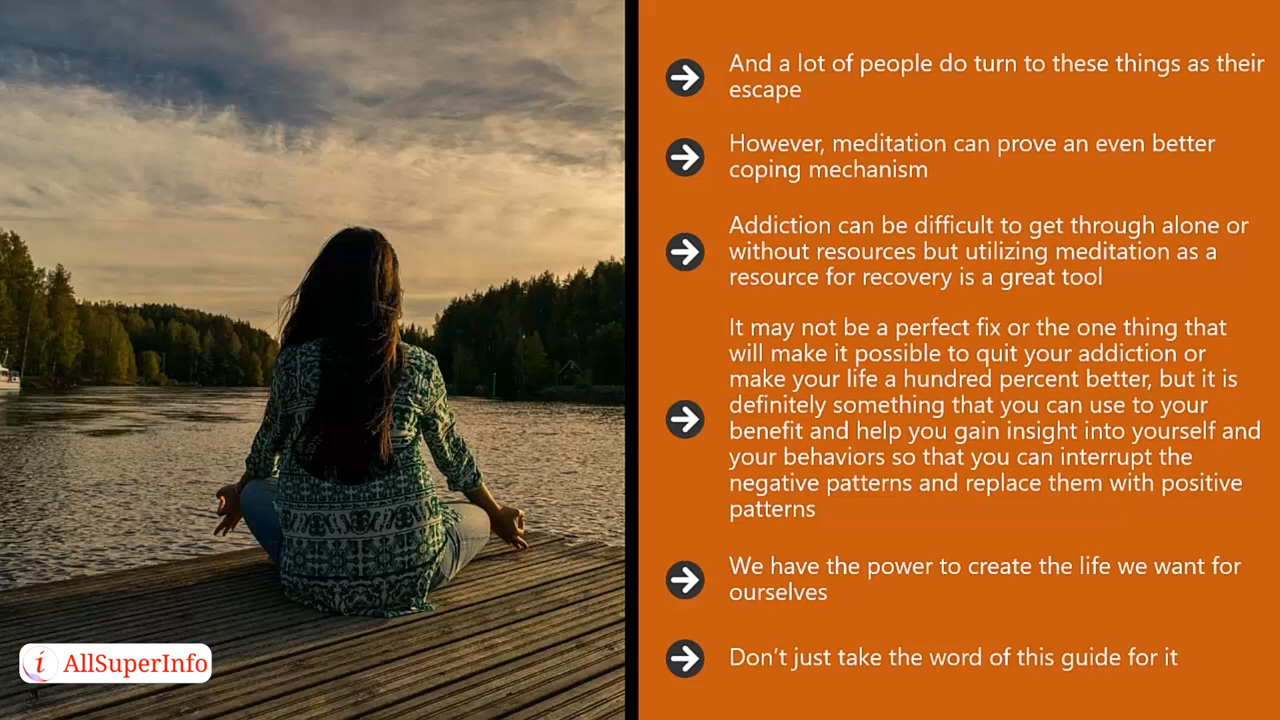 And a lot of people do turn to these things as their
escape
However, meditation can prove an even better
coping mechanism
Addiction can be difficult to get through alone or
without resources but utilizing meditation as a
resource for recovery is a great tool
It may not be a perfect fix or the one thing that
will make it possible to quit your addiction or
make your life a hundred percent better, but it is
definitely something that you can use to your
benefit and help you gain insight into yourself and
your behaviors so that you can interrupt the
negative patterns and replace them with positive
patterns
We have the power to create the life we want for
ourselves
Don't just take the word of this guide for it
i AllSuperInfo